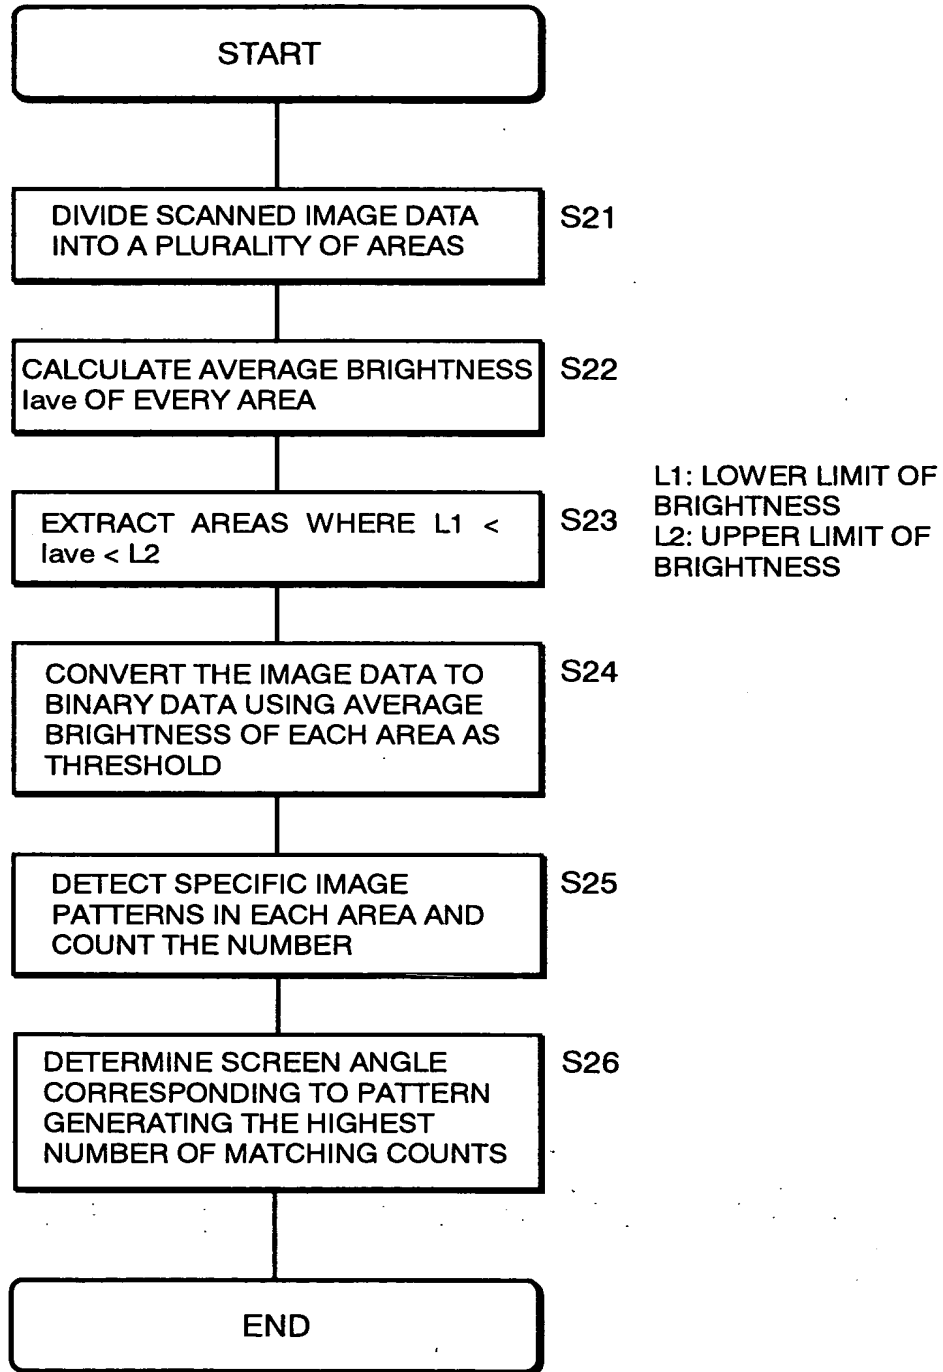 START
DIVIDE SCANNED IMAGE DATA
INTO A PLURALITY OF AREAS
S21
CALCULATE AVERAGE BRIGHTNESS
Iave OF EVERY AREA
S22
EXTRACT AREAS WHERE L1 <
Iave < L2
S23
L1: LOWER LIMIT OF
BRIGHTNESS
L2: UPPER LIMIT OF
BRIGHTNESS
CONVERT THE IMAGE DATA TO
BINARY DATA USING AVERAGE
BRIGHTNESS OF EACH AREA AS
THRESHOLD
S24
DETECT SPECIFIC IMAGE
PATTERNS IN EACH AREA AND
COUNT THE NUMBER
S25
DETERMINE SCREEN ANGLE
CORRESPONDING TO PATTERN
GENERATING THE HIGHEST
NUMBER OF MATCHING COUNTS
S26
END